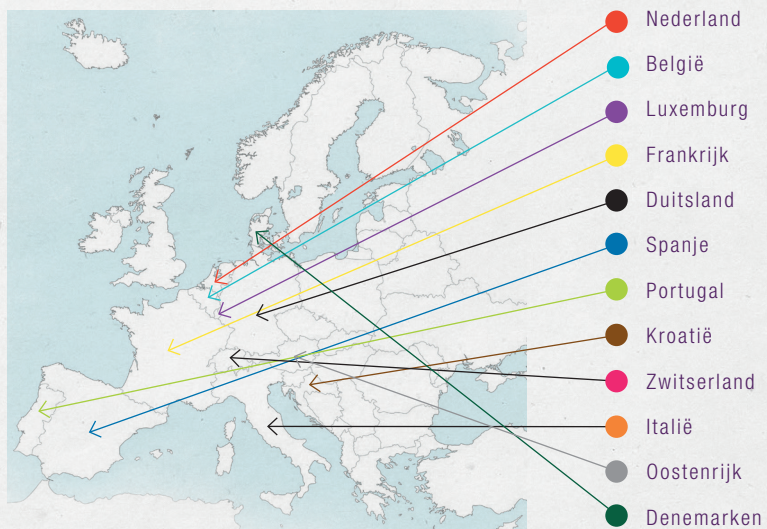 Nederland
België
Luxemburg
Frankrijk
Duitsland
Spanje
Portugal
Kroatië
Zwitserland
Italië
Oostenrijk
Denemarken